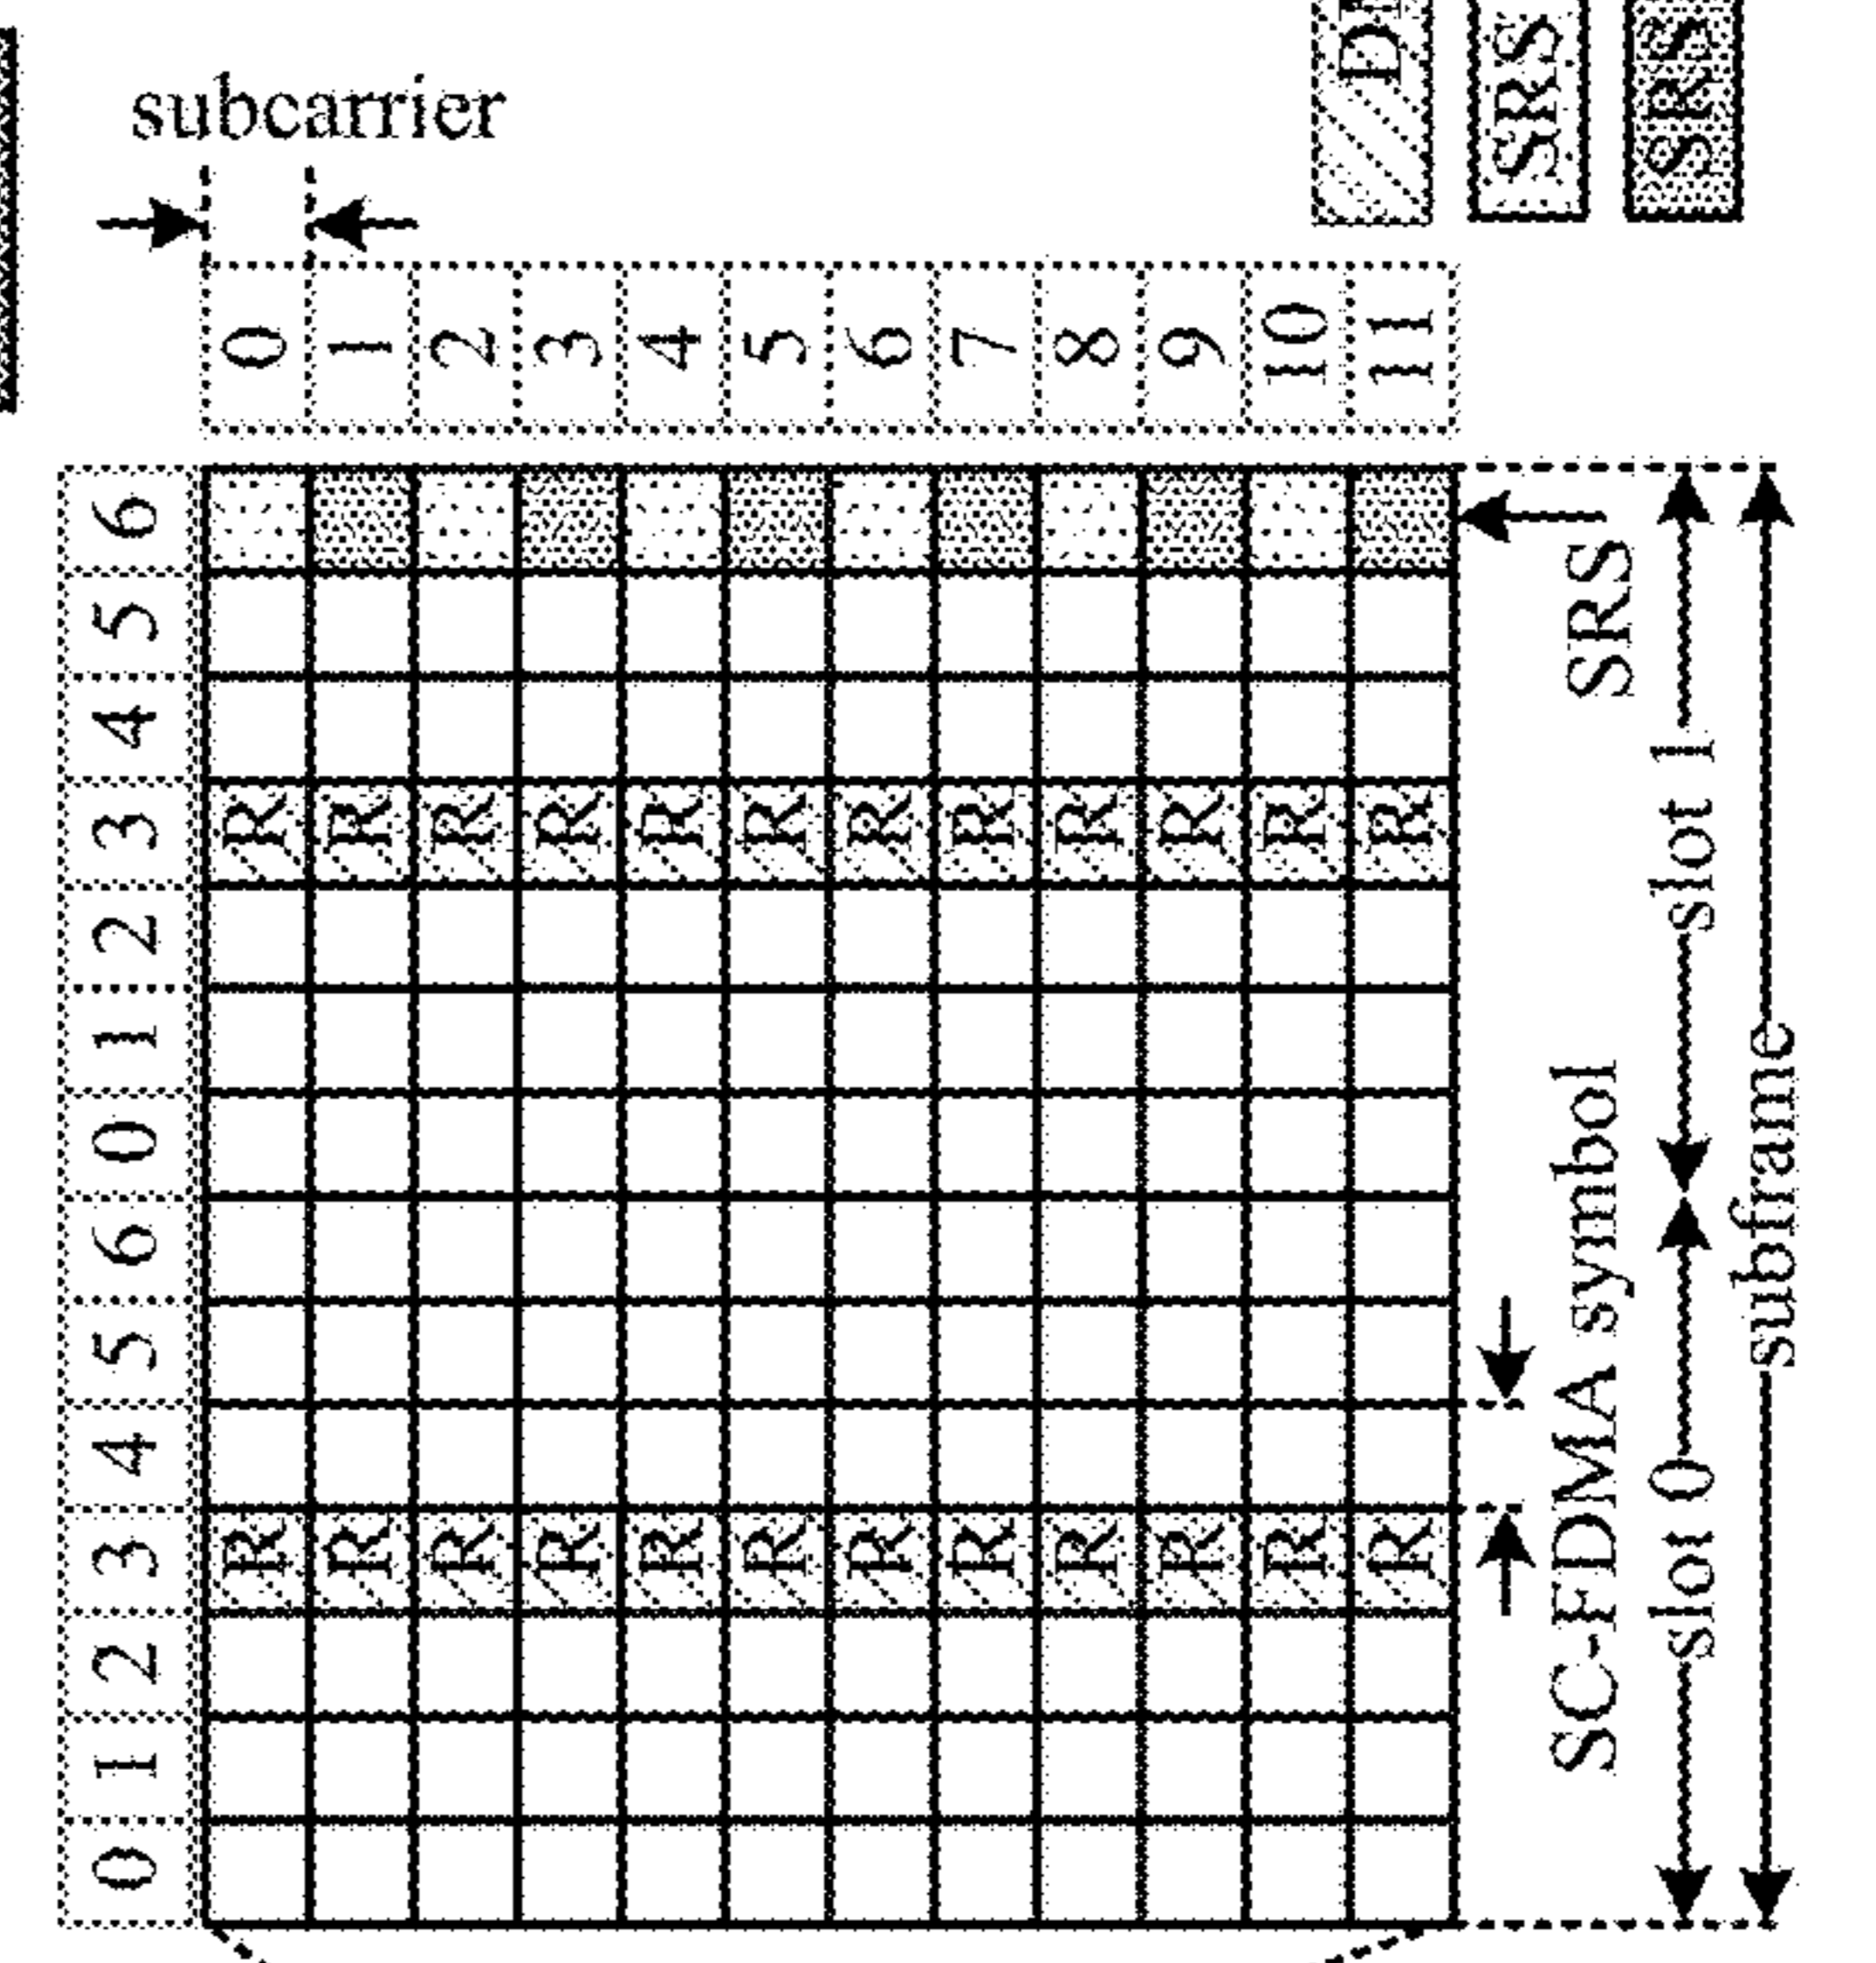 0 1 2 3 4 5 6 0 1 2 3 4 5 6
subcarrier
R R 0
R R 1
R R 2
R R 3
R R 4
R R 5
R R 6
R R 7
R R 8
R R 9
R R 10
R R 11
SC-FDMA symbol SRS
slot 0 slot 1
subframe
SRS
SRS